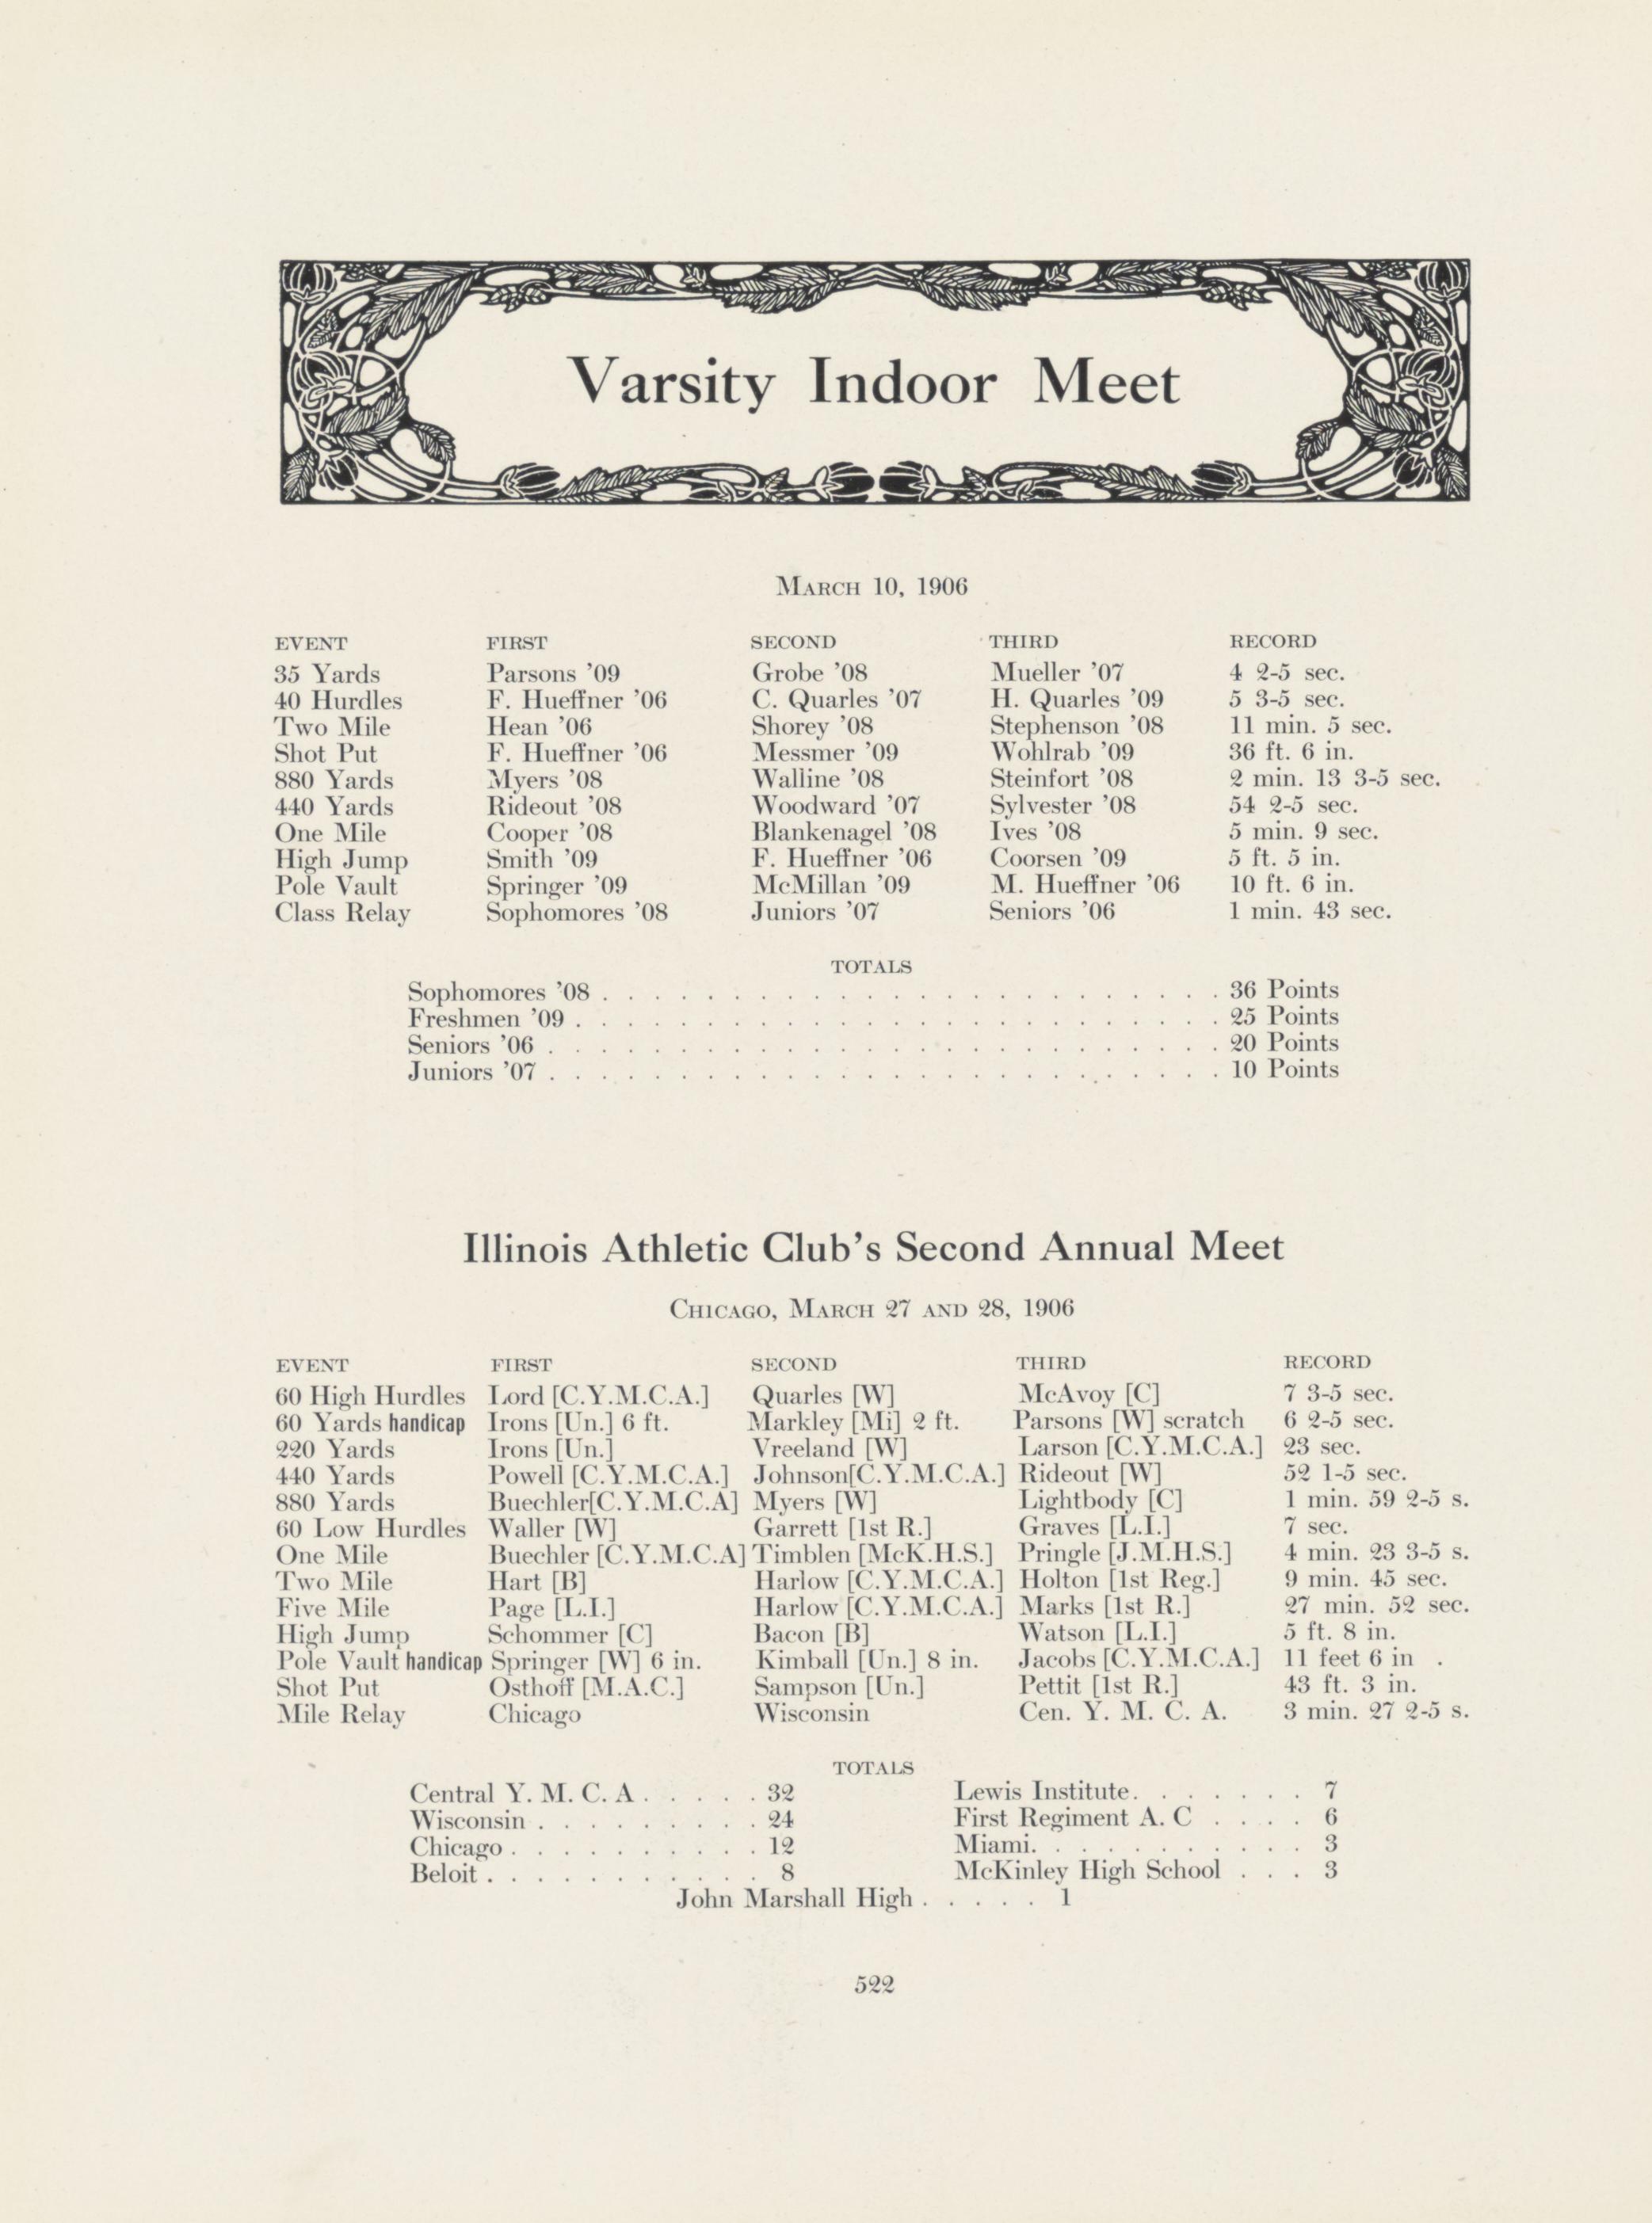 Varsity Indoor Meet
MARCH 10, 1906
EVENT FIRST SECOND THIRD RECORD
35 Yards Parsons ’09 Grobe ’08 Mueller ’07 4 2-5 sec.
40 Hurdles F. Hueffner ’06 C. Quarles ’07 H. Quarles ’09 5 3-5 sec.
Two Mile Hean ’06 Shorey ’08 Stephenson ’08 11 min. 5 sec.
Shot Put F. Hueffner ’06 Messmer ’09 Wohlrab ’09 36 ft. 6 in.
880 Yards Myers ’08 Walline ’08 Steinfort ’08 2 min. 13 3-5 sec.
440 Yards Rideout ’08 Woodward ’07 Sylvester ’08 54 2-5 sec.
One Mile Cooper ’08 Blankenagel ’08 Ives ’08 5 min. 9 sec.
High Jump Smith ’09 F. Hueffner ’06 Coorsen ’09 5 ft. 5 in.
Pole Vault Springer ’09 McMillan ’09 M. Hueffner ’06 10 ft. 6 in.
Class Relay Sophomores ’08 Juniors ’07 Seniors ’06 1 min. 43 sec.
TOTALS
Sophomores ’08 . . . . . . . . . . . . . . . . . . . . . . . . 36 Points
Freshmen ’09 . . . . . . . . . . . . . . . . . . . . . . . . . 25 Points
Seniors ’06 . . . . . . . . . . . . . . . . . . . . . . . . . . 20 Points
Juniors ’07 . . . . . . . . . . . . . . . . . . . . . . . . . . 10 Points
Illinois Athletic Club’s Second Annual Meet
CHICAGO, MARCH 27 AND 28, 1906
EVENT FIRST SECOND THIRD RECORD
60 High Hurdles Lord [C.Y.M.C.A.] Quarles [W] McAvoy [C] 7 3-5 sec.
60 Yards handicap Irons [Un.] 6 ft. Markley [Mi] 2 ft. Parsons [W] scratch 6 2-5 sec.
220 Yards Irons [Un.] Vreeland [W] Larson [C.Y.M.C.A.] 23 sec.
440 Yards Powell [C.Y.M.C.A.] Johnson[C.Y.M.C.A.] Rideout [W] 52 1-5 sec.
880 Yards Buechler[C.Y.M.C.A] Myers [W] Lightbody [C] 1 min. 59 2-5 s.
60 Low Hurdles Waller [W] Garrett [1st R.] Graves [L.I.] 7 sec.
One Mile Buechler [C.Y.M.C.A] Timblen [McK.H.S.] Pringle [J.M.H.S.] 4 min. 23 3-5 s.
Two Mile Hart [B] Harlow [C.Y.M.C.A.] Holton [1st Reg.] 9 min. 45 sec.
Five Mile Page [L.I.] Harlow [C.Y.M.C.A.] Marks [1st R.] 27 min. 52 sec.
High Jump Schommer [C] Bacon [B] Watson [L.I.] 5 ft. 8 in.
Pole Vault handicap Springer [W] 6 in. Kimball [Un.] 8 in. Jacobs [C.Y.M.C.A.] 11 feet 6 in .
Shot Put Osthoff [M.A.C.] Sampson [Un.] Pettit [1st R.] 43 ft. 3 in.
Mile Relay Chicago Wisconsin Cen. Y. M. C. A. 3 min. 27 2-5 s.
TOTALS
Central Y. M. C. A . . . . . 32 Lewis Institute. . . . . . . 7
Wisconsin . . . . . . . . . 24 First Regiment A. C . . . . 6
Chicago . . . . . . . . . . 12 Miami. . . . . . . . . . . 3
Beloit . . . . . . . . . . . 8 McKinley High School . . . 3
John Marshall High . . . . . 1
522